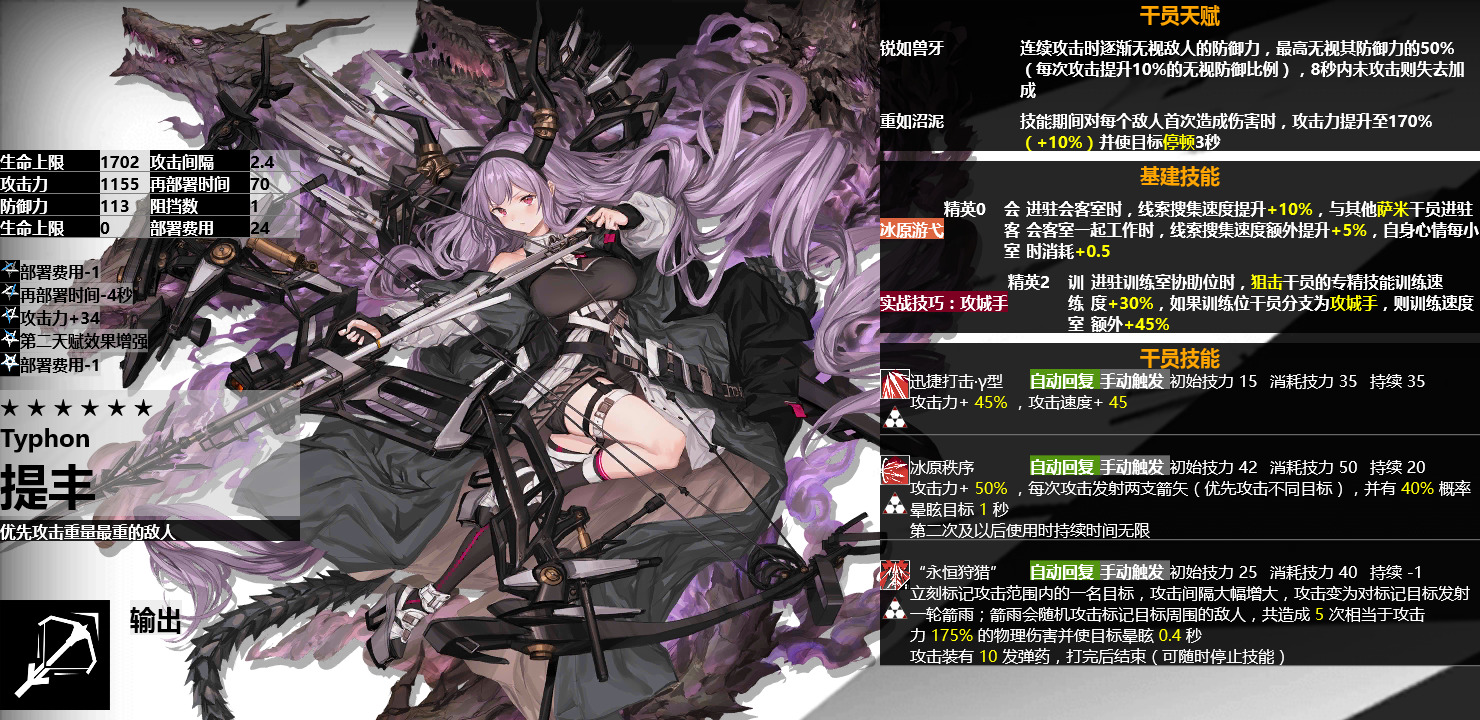 生命上限 1702 攻击间隔 2.4
攻击力 1155 再部署时间 70
防御力 113 阻挡数 1
生命上限 0 部署费用 24
部署费用-1
再部署时间-4秒
攻击力+34
第二天赋效果增强
部署费用-1
★ ★ ★ ★ ★ ★
Typhon
提丰
优先攻击重量最重的敌人
输出
干员天赋
锐如兽牙 连续攻击时逐渐无视敌人的防御力，最高无视其防御力的50%
（每次攻击提升10%的无视防御比例），8秒内未攻击则失去加
成
重如沼泥 技能期间对每个敌人首次造成伤害时，攻击力提升至170%
（+10%）并使目标停顿3秒
基建技能
冰原游弋 精英0 会客室 进驻会客室时，线索搜集速度提升+10%，与其他萨米干员进驻
会客室一起工作时，线索搜集速度额外提升+5%，自身心情每小
时消耗+0.5
实战技巧：攻城手 精英2 训练室 进驻训练室协助位时，狙击干员的专精技能训练速
度+30%，如果训练位干员分支为攻城手，则训练速度
额外+45%
干员技能
迅捷打击·γ型 自动回复 手动触发 初始技力 15 消耗技力 35 持续 35
攻击力+ 45% ，攻击速度+ 45
冰原秩序 自动回复 手动触发 初始技力 42 消耗技力 50 持续 20
攻击力+ 50% ，每次攻击发射两支箭矢（优先攻击不同目标），并有 40% 概率
晕眩目标 1 秒
第二次及以后使用时持续时间无限
“永恒狩猎” 自动回复 手动触发 初始技力 25 消耗技力 40 持续 -1
立刻标记攻击范围内的一名目标，攻击间隔大幅增大，攻击变为对标记目标发射
一轮箭雨；箭雨会随机攻击标记目标周围的敌人，共造成 5 次相当于攻击
力 175% 的物理伤害并使目标晕眩 0.4 秒
攻击装有 10 发弹药，打完后结束（可随时停止技能）